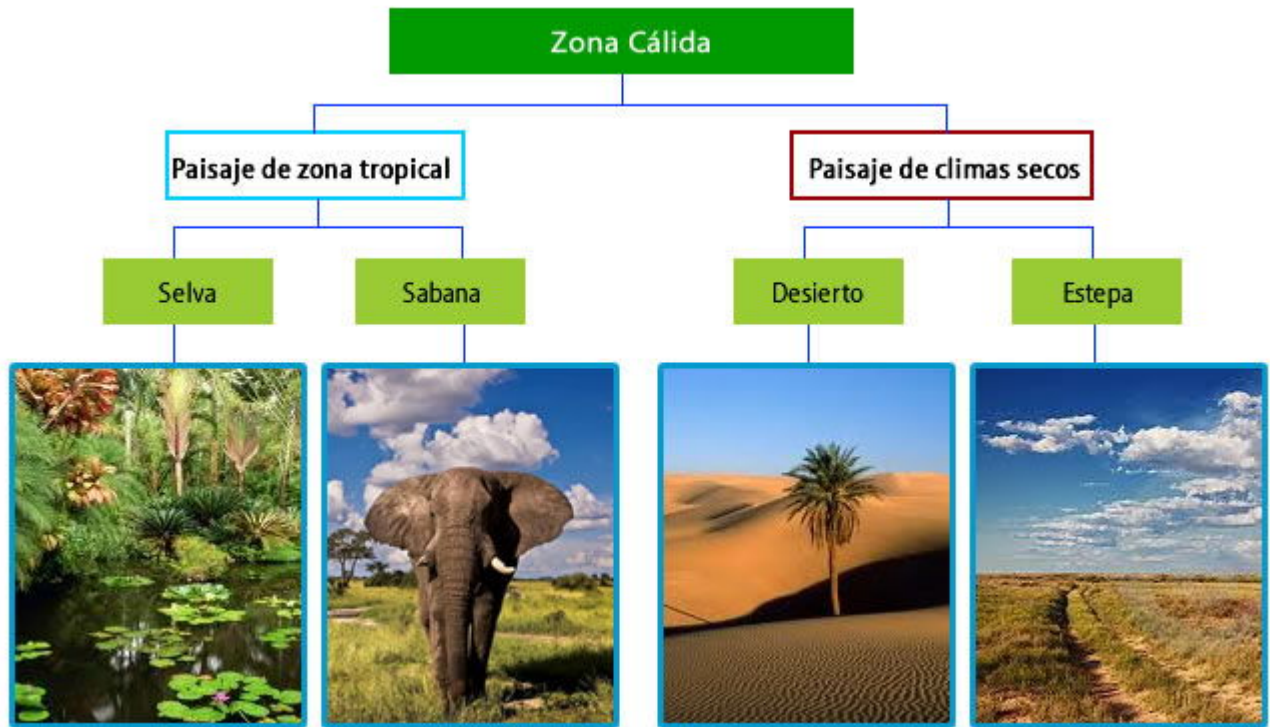 Zona Cálida
Paisaje de zona tropical
Paisaje de climas secos
Selva
Sabana
Desierto
Estepa